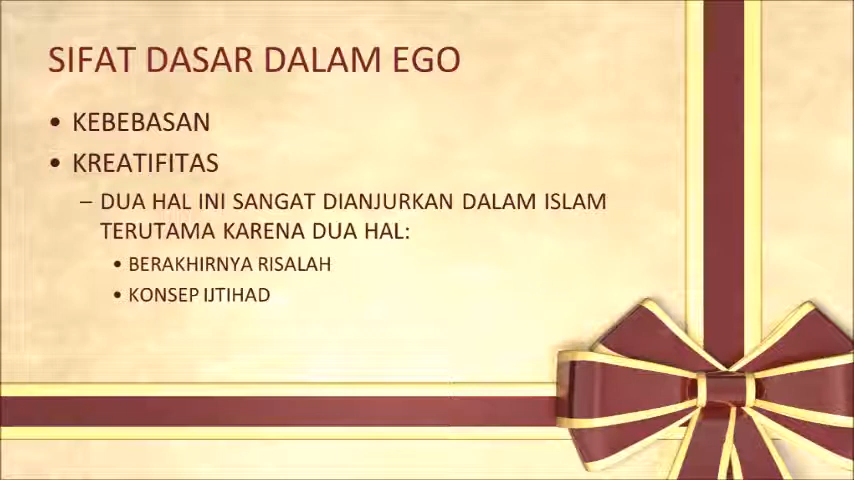 SIFAT DASAR DALAM EGO
• KEBEBASAN
• KREATIFITAS
– DUA HAL INI SANGAT DIANJURKAN DALAM ISLAM
TERUTAMA KARENA DUA HAL:
• BERAKHIRNYA RISALAH
• KONSEP IJTIHAD